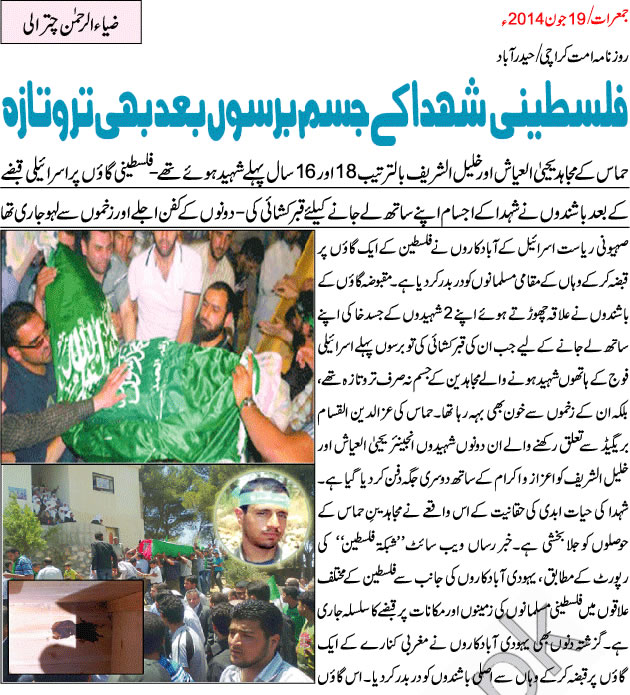 جمعرات/19 جون 2014ء
ضیاءالرحمٰن چترالی
روزنامہ امت کراچی/حیدرآباد
فلسطینی شہدا کے جسم برسوں بعد بھی تروتازہ
حماس کے مجاہد یحییٰ العیاش اور خلیل الشریف بالترتیب 18 اور 16 سال پہلے شہید ہوئے تھے-فلسطینی گاؤں پر اسرائیلی قبضے
کے بعد باشندوں نے شہدا کے اجسام اپنے ساتھ لے جانے کیلئے قبر کشائی کی-دونوں کے کفن اجلے اور زخموں سے لہو جاری تھا
صہیونی ریاست اسرائیل کے آبادکاروں نے فلسطین کے ایک گاؤں پر
قبضہ کرکے وہاں کے مقامی مسلمانوں کو در بدر کر دیا ہے۔ مقبوضہ گاؤں کے
باشندوں نے علاقہ چھوڑتے ہوئے اپنے 2 شہیدوں کے جسد خاکی اپنے
ساتھ لے جانے کے لیے جب ان کی قبر کشائی کی تو برسوں پہلے اسرائیلی
فوج کے ہاتھوں شہید ہونے والے مجاہدین کے جسم نہ صرف تروتازہ تھے،
بلکہ ان کے زخموں سے خون بھی بہہ رہا تھا۔ حماس کی عزالدین القسام
بریگیڈ سے تعلق رکھنے والے ان دونوں شہیدوں انجینئر یحییٰ العیاش اور
خلیل الشریف کو اعزاز و اکرام کے ساتھ دوسری جگہ دفن کر دیا گیا ہے۔
شہدا کی حیات ابدی کی حقانیت کے اس واقعے نے مجاہدینِ حماس کے
حوصلوں کو جلا بخشی ہے۔ خبر رساں ویب سائٹ ”شبکۃ فلسطین“ کی
رپورٹ کے مطابق، یہودی آباد کاروں کی جانب سے فلسطین کے مختلف
علاقوں میں فلسطینی مسلمانوں کی زمینوں اور مکانات پر قبضے کا سلسلہ جاری
ہے۔ گزشتہ دنوں بھی یہودی آبادکاروں نے مغربی کنارے کے ایک
گاؤں پر قبضہ کرکے وہاں سے اصلی باشندوں کو در بدر کر دیا۔ اس گاؤں